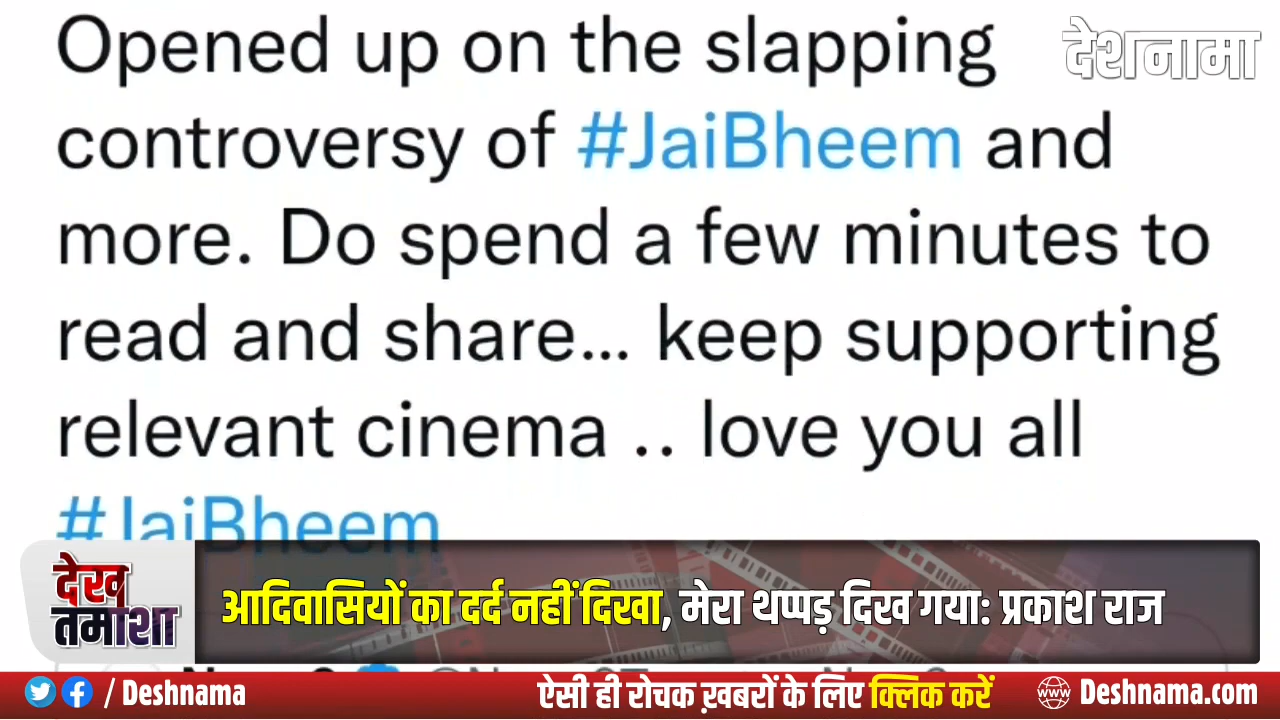 Opened up on the slapping
देशनामा
controversy of #JaiBheem and
more. Do spend a few minutes to
read and share... keep supporting
relevant cinema .. love you all
#JaiBheem
देख
तमाशा
आदिवासियों का दर्द नहीं दिखा, मेरा थप्पड़ दिख गया: प्रकाश राज
/ Deshnama
ऐसी ही रोचक ख़बरों के लिए क्लिक करें
Deshnama.com